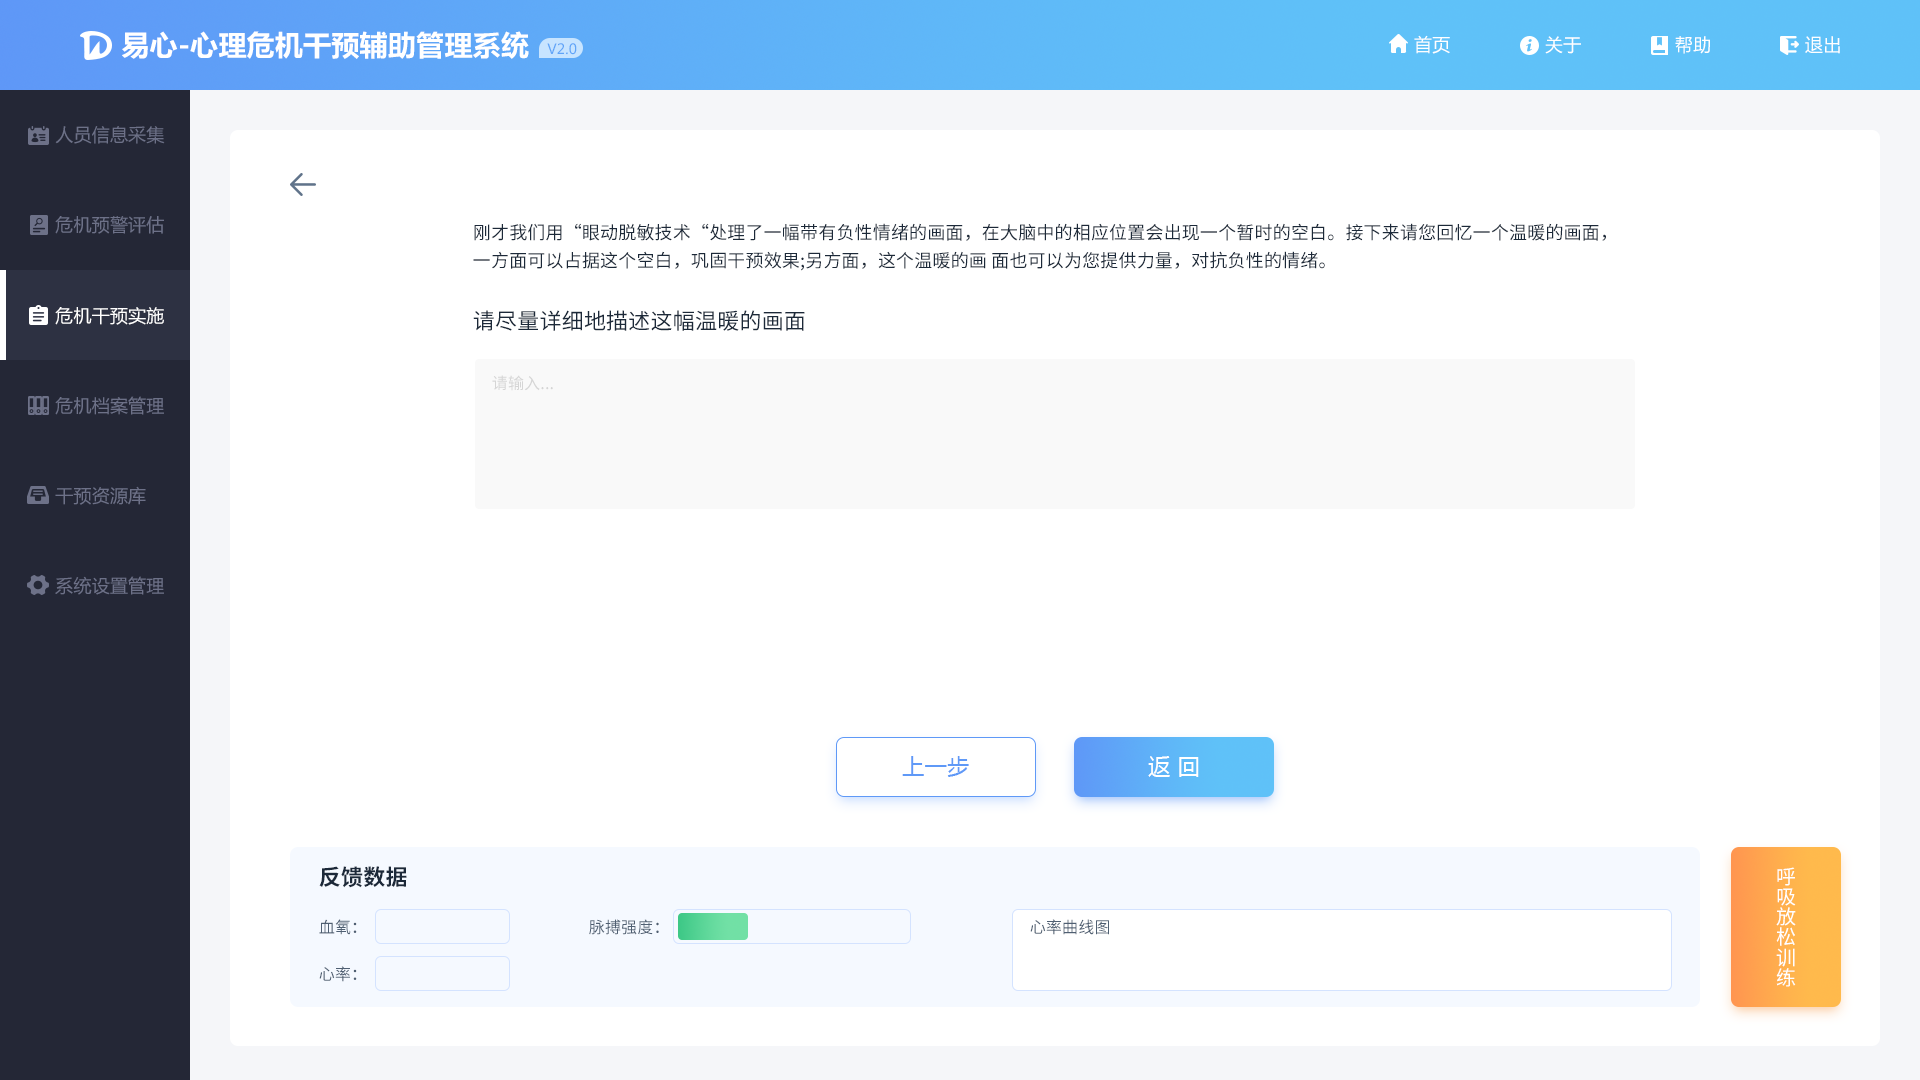 易心-心理危机干预辅助管理系统 V2.0
首页
关于
帮助
退出
人员信息采集
危机预警评估
危机干预实施
危机档案管理
干预资源库
系统设置管理
刚才我们用“眼动脱敏技术“处理了一幅带有负性情绪的画面，在大脑中的相应位置会出现一个暂时的空白。接下来请您回忆一个温暖的画面，
一方面可以占据这个空白，巩固干预效果;另方面，这个温暖的画 面也可以为您提供力量，对抗负性的情绪。
请尽量详细地描述这幅温暖的画面
请输入...
上一步
返 回
反馈数据
血氧：
脉搏强度：
心率曲线图
心率：
呼吸放松训练